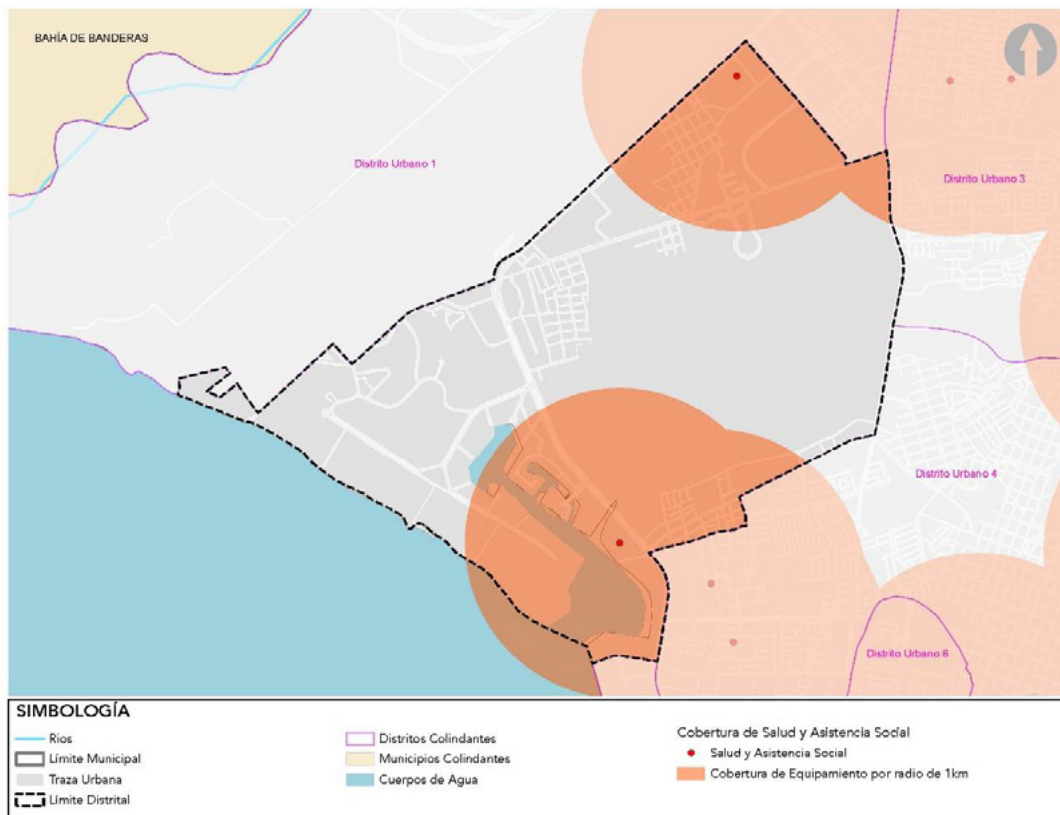 BAHÍA DE BANDERAS
Distrito Urbano 1
Distrito Urbano 3
Distrito Urbano 4
Distrito Urbano 6
SIMBOLOGÍA
Rios
Límite Municipal
Traza Urbana
Límite Distrital
Distritos Colindantes
Municipios Colindantes
Cuerpos de Agua
Cobertura de Salud y Asistencia Social
Salud y Asistencia Social
Cobertura de Equipamiento por radio de 1km